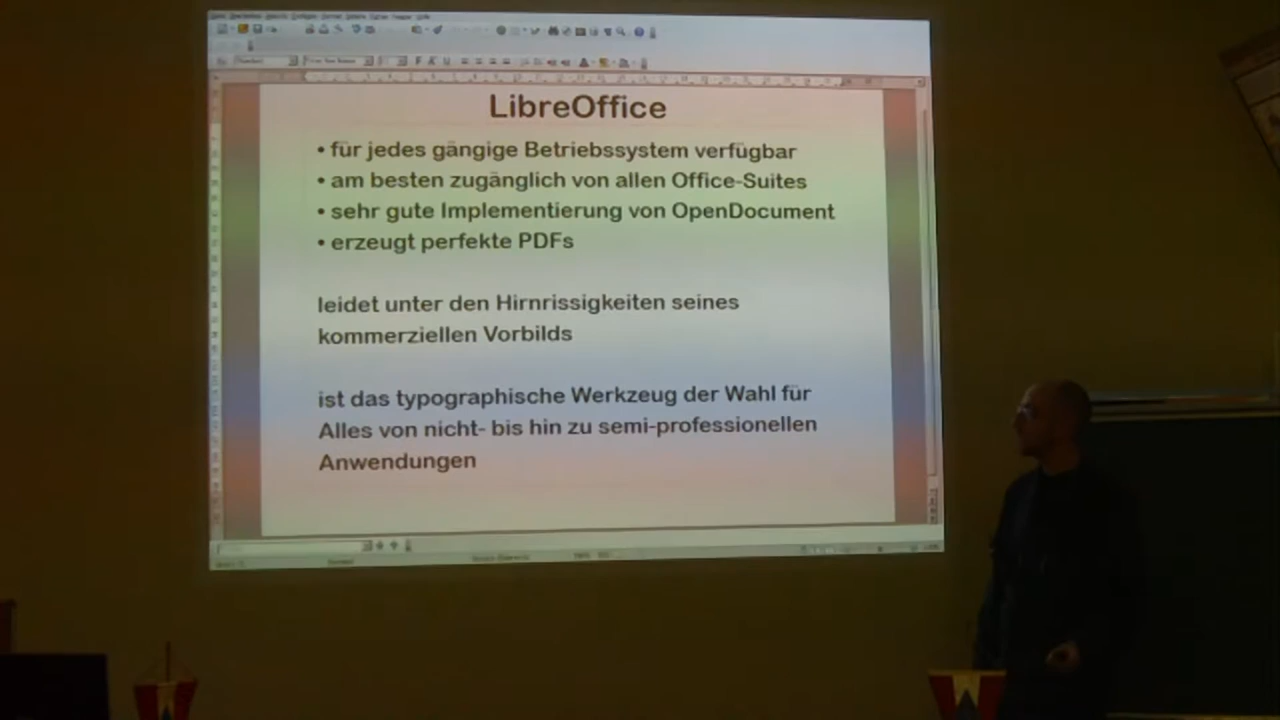 LibreOffice
• für jedes gängige Betriebssystem verfügbar
• am besten zugänglich von allen Office-Suites
• sehr gute Implementierung von OpenDocument
• erzeugt perfekte PDFs
leidet unter den Hirnrissigkeiten seines
kommerziellen Vorbilds
ist das typographische Werkzeug der Wahl für
Alles von nicht- bis hin zu semi-professionellen
Anwendungen